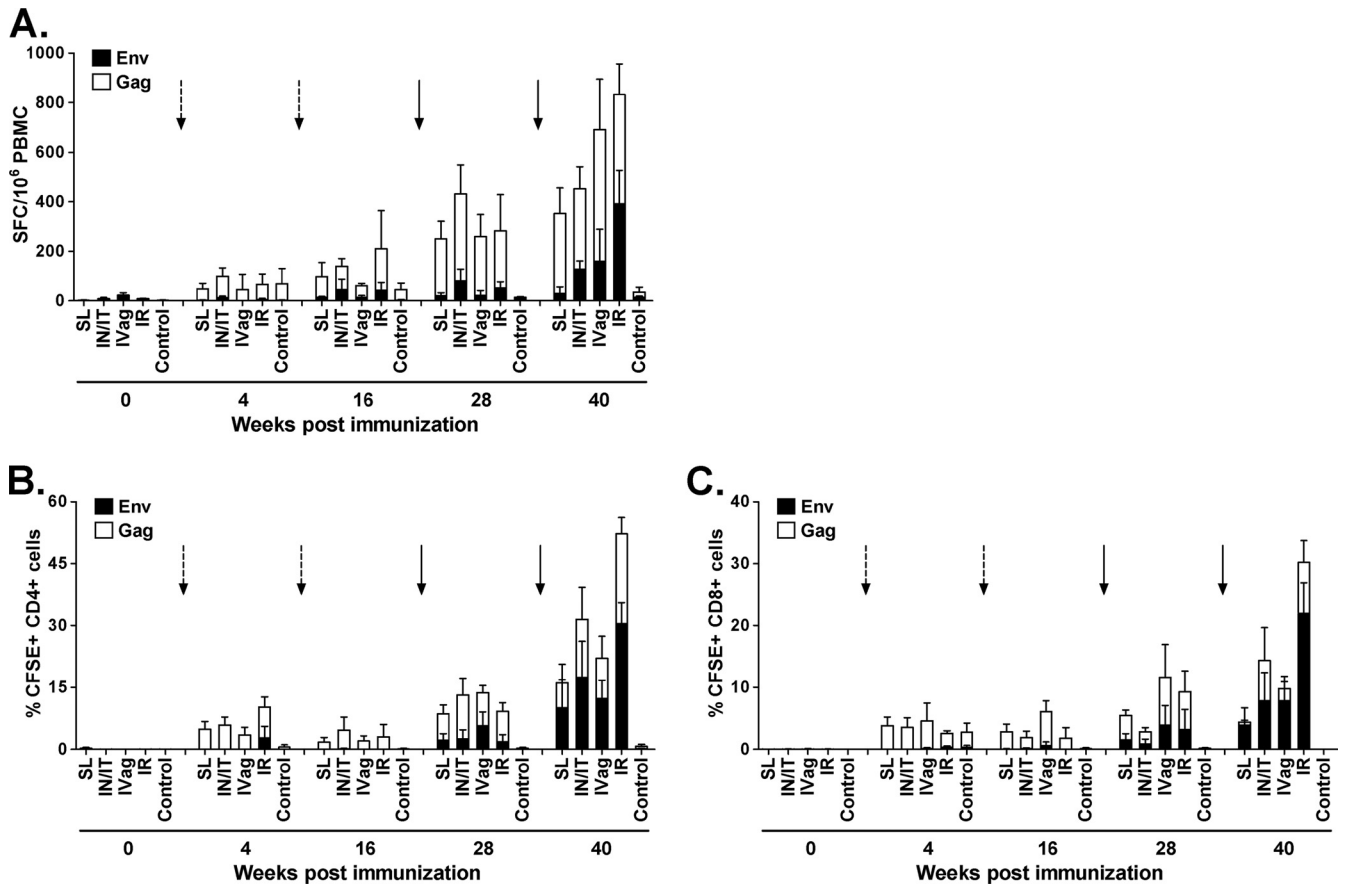 A.
Env
Gag
1000
800
600
400
200
0
SFC/10⁶ PBMC
SL IN/IT IVag IR Control SL IN/IT IVag IR Control SL IN/IT IVag IR Control SL IN/IT IVag IR Control SL IN/IT IVag IR Control
0 4 16 28 40
Weeks post immunization
B.
Env
Gag
60
45
30
15
0
% CFSE+ CD4+ cells
SL IN/IT IVag IR Control SL IN/IT IVag IR Control SL IN/IT IVag IR Control SL IN/IT IVag IR Control SL IN/IT IVag IR Control
0 4 16 28 40
Weeks post immunization
C.
Env
Gag
40
30
20
10
0
% CFSE+ CD8+ cells
SL IN/IT IVag IR Control SL IN/IT IVag IR Control SL IN/IT IVag IR Control SL IN/IT IVag IR Control SL IN/IT IVag IR Control
0 4 16 28 40
Weeks post immunization